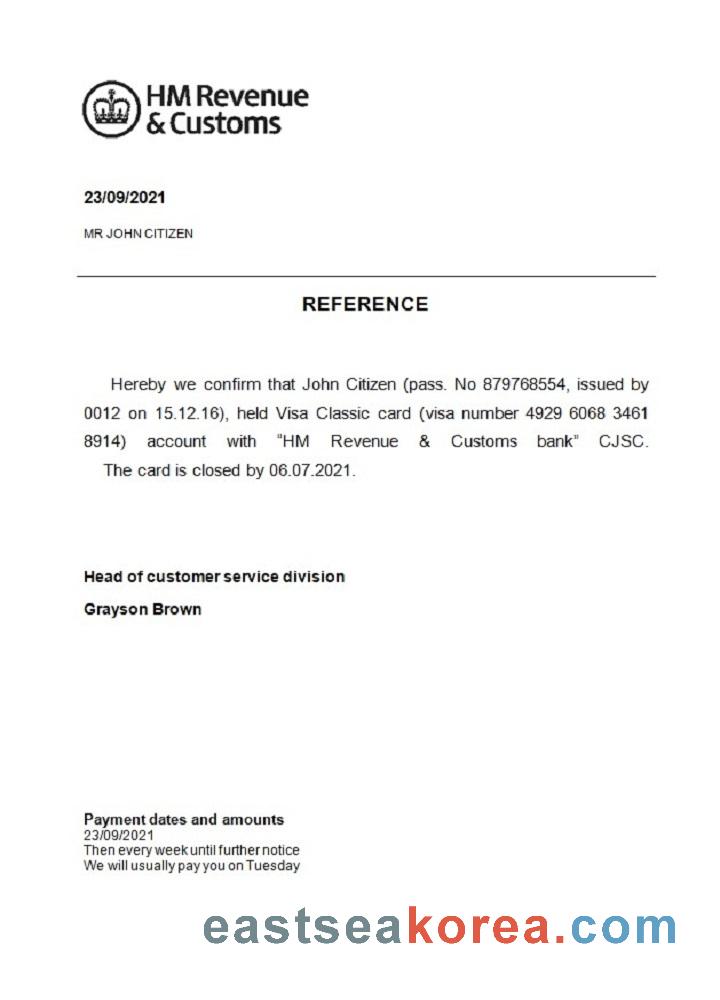 HM Revenue
& Customs
23/09/2021
MR JOHN CITIZEN
REFERENCE
Hereby we confirm that John Citizen (pass. No 879768554, issued by
0012 on 15.12.16), held Visa Classic card (visa number 4929 6068 3461
8914) account with "HM Revenue & Customs bank" CJSC.
The card is closed by 06.07.2021.
Head of customer service division
Grayson Brown
Payment dates and amounts
23/09/2021
Then every week until further notice
We will usually pay you on Tuesday
eastseakorea.com